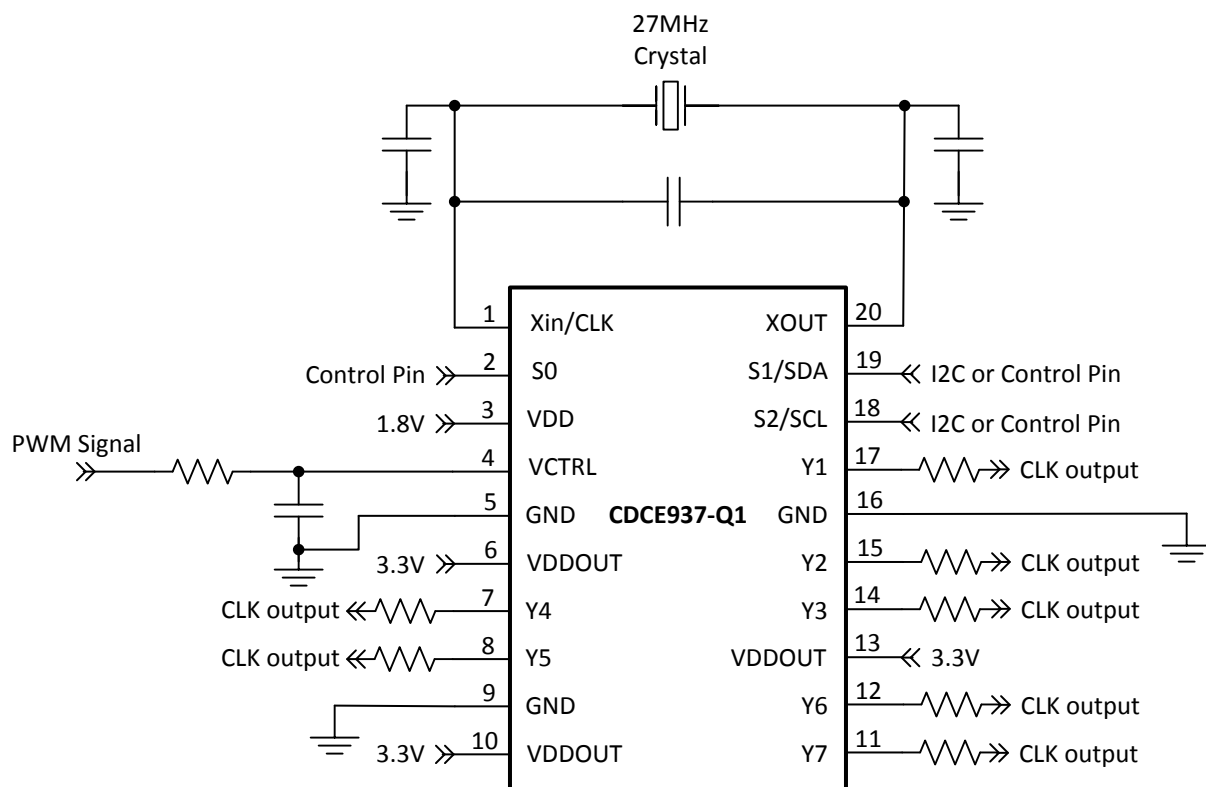 27MHz
Crystal
1 Xin/CLK XOUT 20
Control Pin 2 S0 S1/SDA 19 I2C or Control Pin
1.8V 3 VDD S2/SCL 18 I2C or Control Pin
PWM Signal 4 VCTRL Y1 17 CLK output
5 GND CDCE937-Q1 GND 16
3.3V 6 VDDOUT Y2 15 CLK output
CLK output 7 Y4 Y3 14 CLK output
CLK output 8 Y5 VDDOUT 13 3.3V
9 GND Y6 12 CLK output
3.3V 10 VDDOUT Y7 11 CLK output